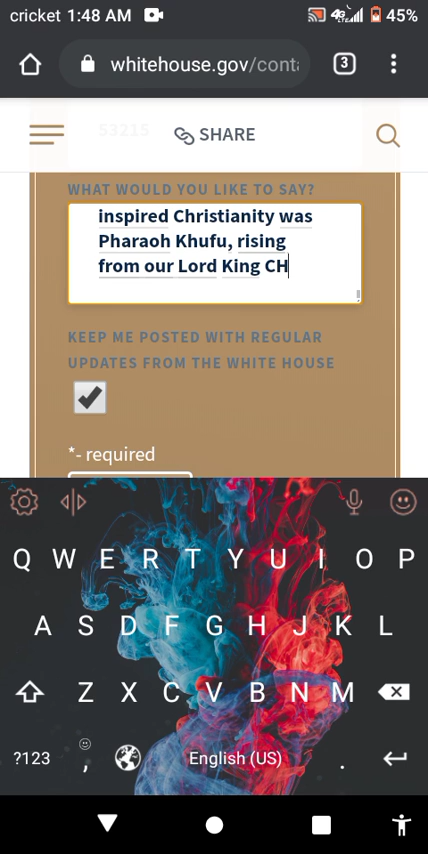 cricket 1:48 AM 4G LTE 45%
whitehouse.gov/conta 3
53215 SHARE
WHAT WOULD YOU LIKE TO SAY?
inspired Christianity was
Pharaoh Khufu, rising
from our Lord King CH
KEEP ME POSTED WITH REGULAR
UPDATES FROM THE WHITE HOUSE
*- required
Q W E R T Y U I O P
A S D F G H J K L
Z X C V B N M
?123 , English (US) .